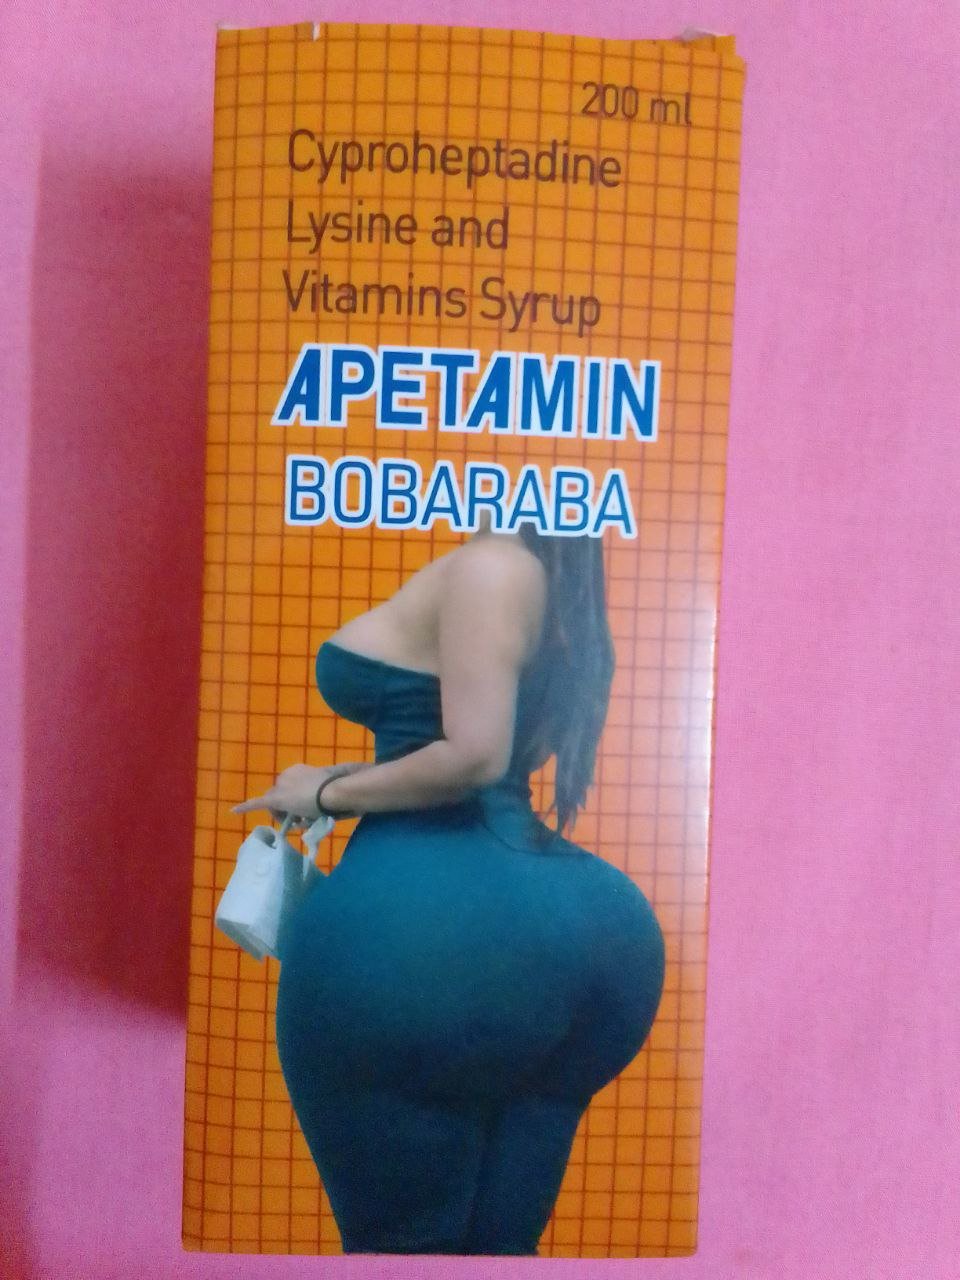 200 ml
Cyproheptadine
Lysine and
Vitamins Syrup
APETAMIN
BOBARABA